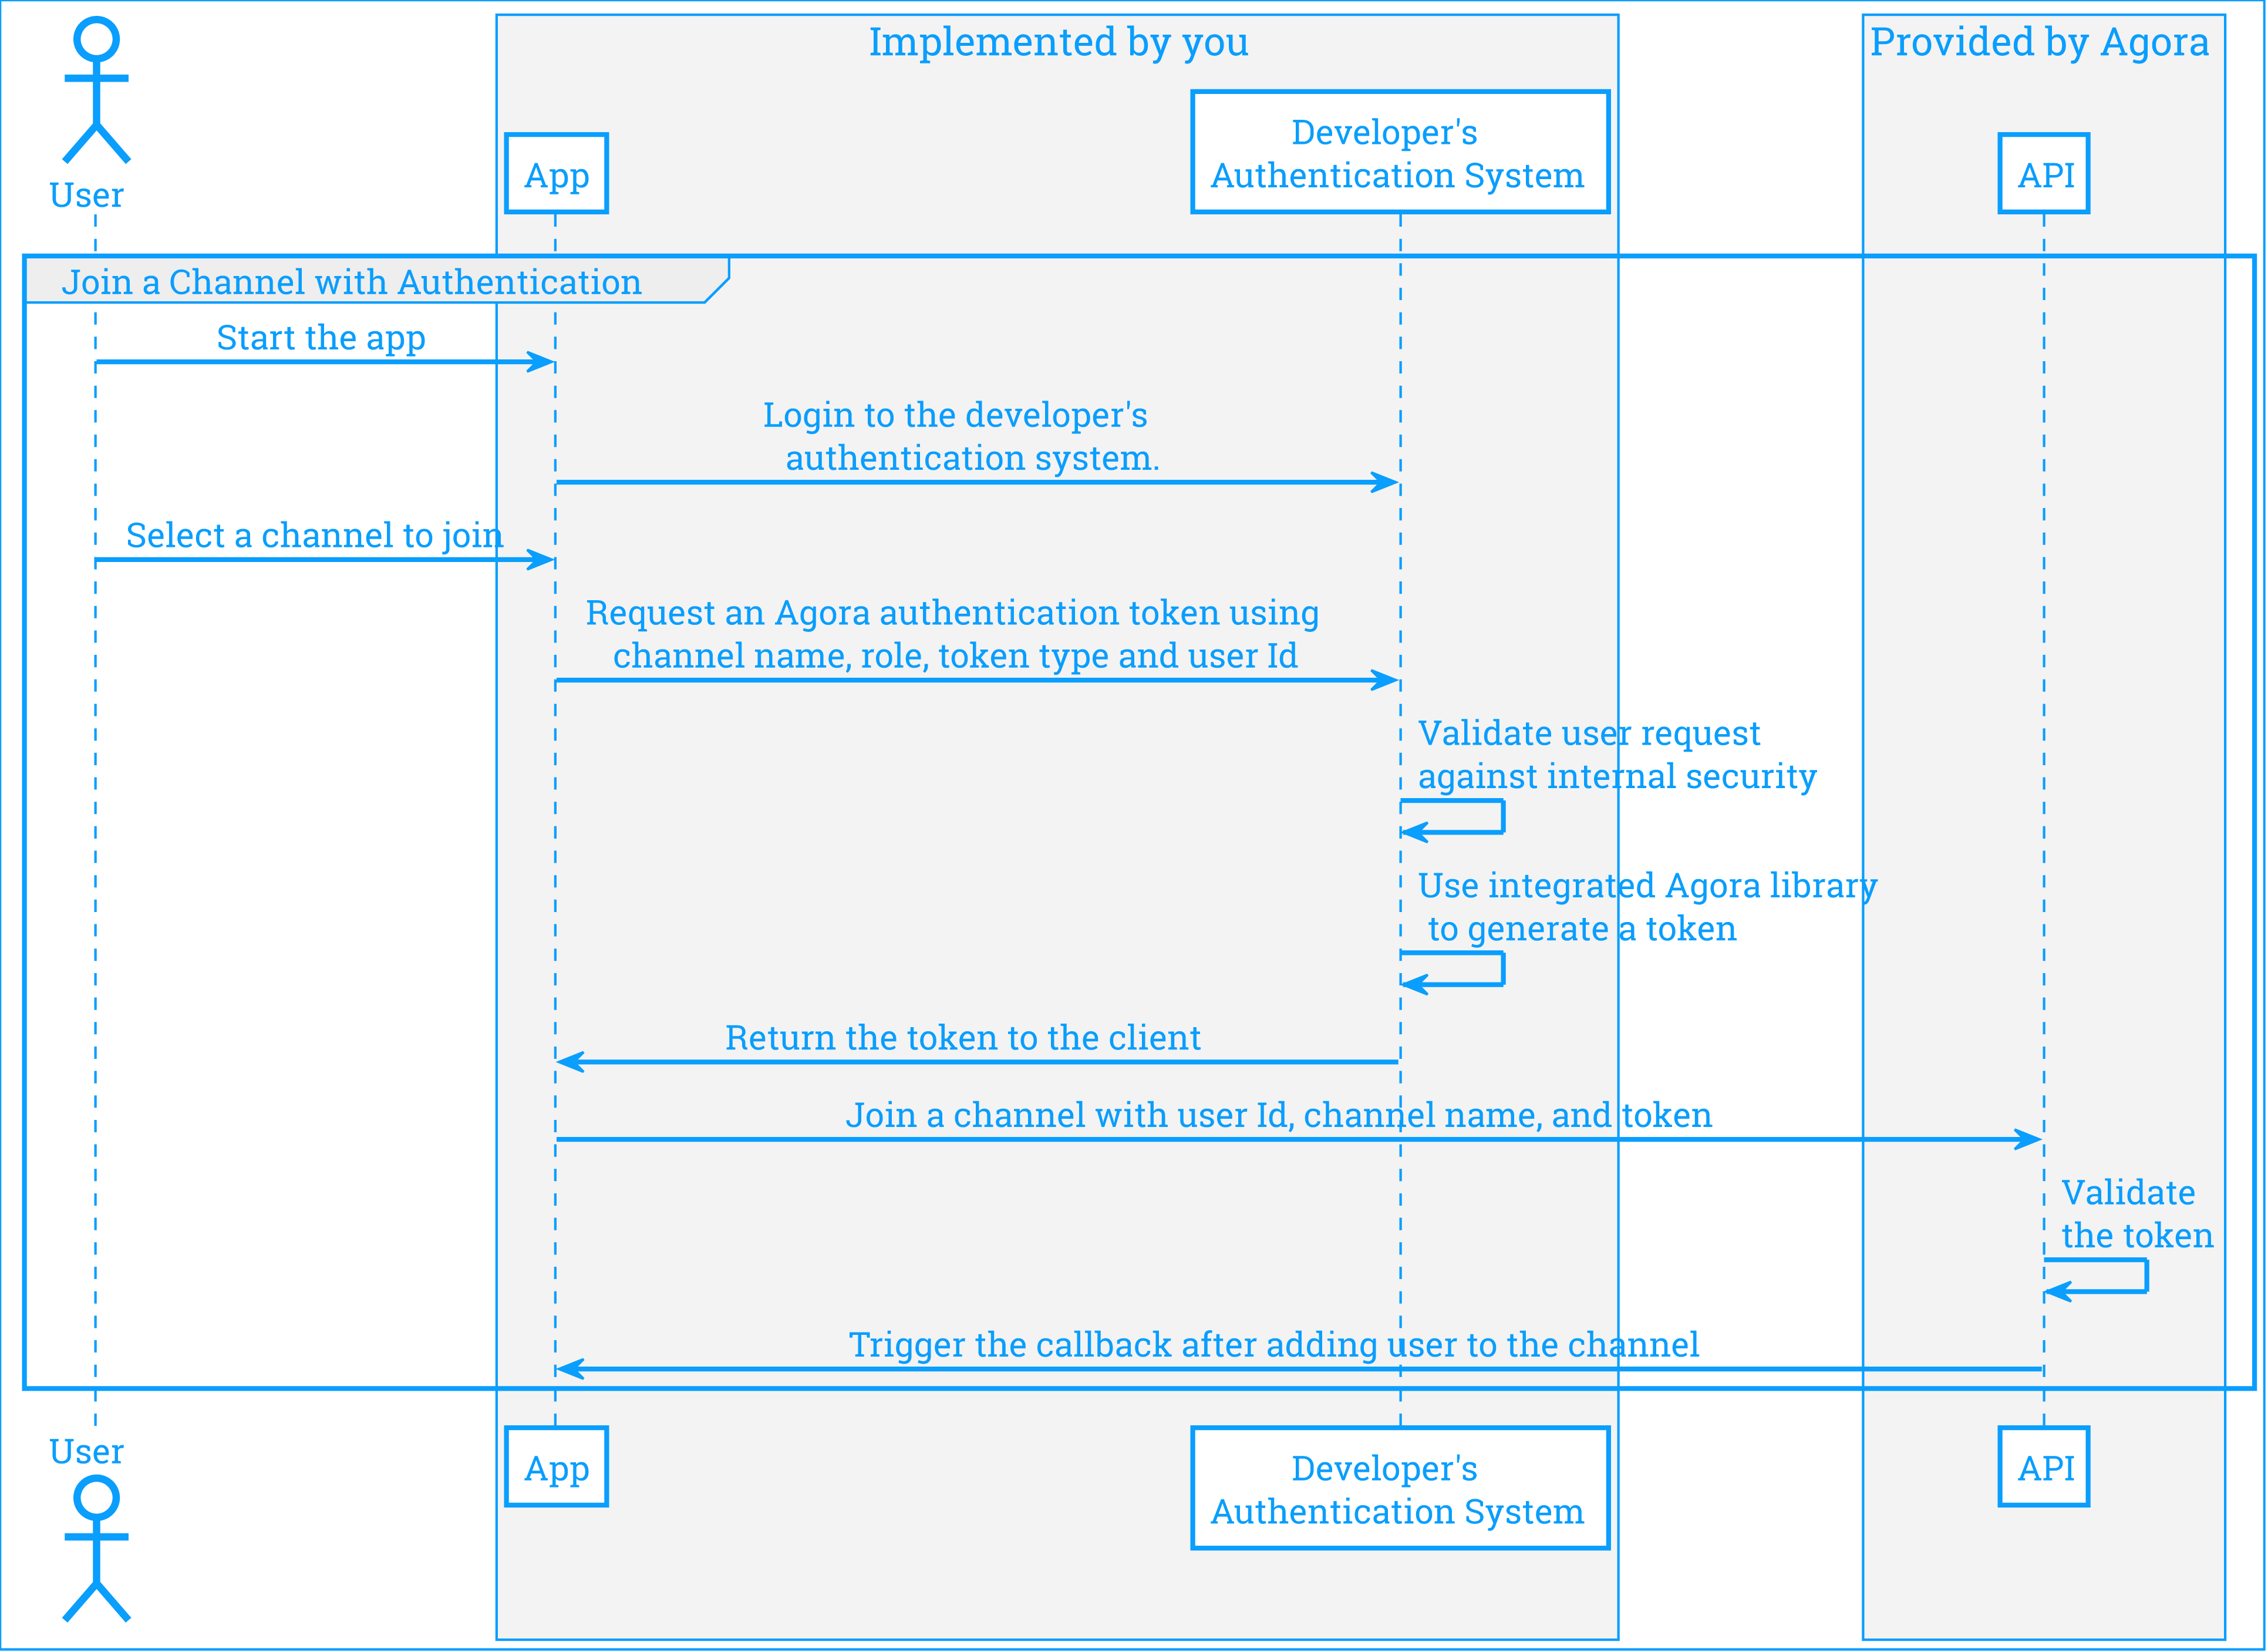 Implemented by you
Provided by Agora
User
App
Developer's
Authentication System
API
Join a Channel with Authentication
Start the app
Login to the developer's
authentication system.
Select a channel to join
Request an Agora authentication token using
channel name, role, token type and user Id
Validate user request
against internal security
Use integrated Agora library
to generate a token
Return the token to the client
Join a channel with user Id, channel name, and token
Validate
the token
Trigger the callback after adding user to the channel
User
App
Developer's
Authentication System
API